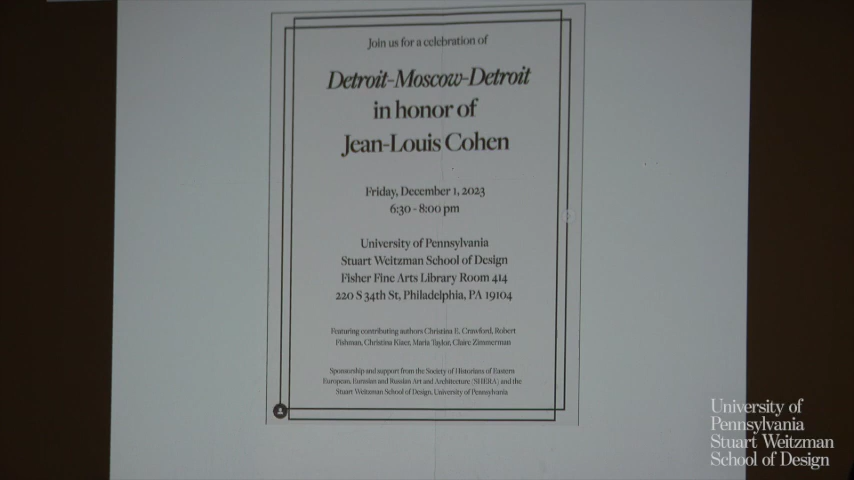 Join us for a celebration of
Detroit-Moscow-Detroit
in honor of
Jean-Louis Cohen
Friday, December 1, 2023
6:30 - 8:00 pm
University of Pennsylvania
Stuart Weitzman School of Design
Fisher Fine Arts Library Room 414
220 S 34th St, Philadelphia, PA 19104
Featuring contributing authors Christina E. Crawford, Robert
Fishman, Christina Kiaer, Maria Taylor, Claire Zimmerman
Sponsorship and support from the Society of Historians of Eastern
European, Eurasian and Russian Art and Architecture (SHERA) and the
Stuart Weitzman School of Design, University of Pennsylvania
University of
Pennsylvania
Stuart Weitzman
School of Design